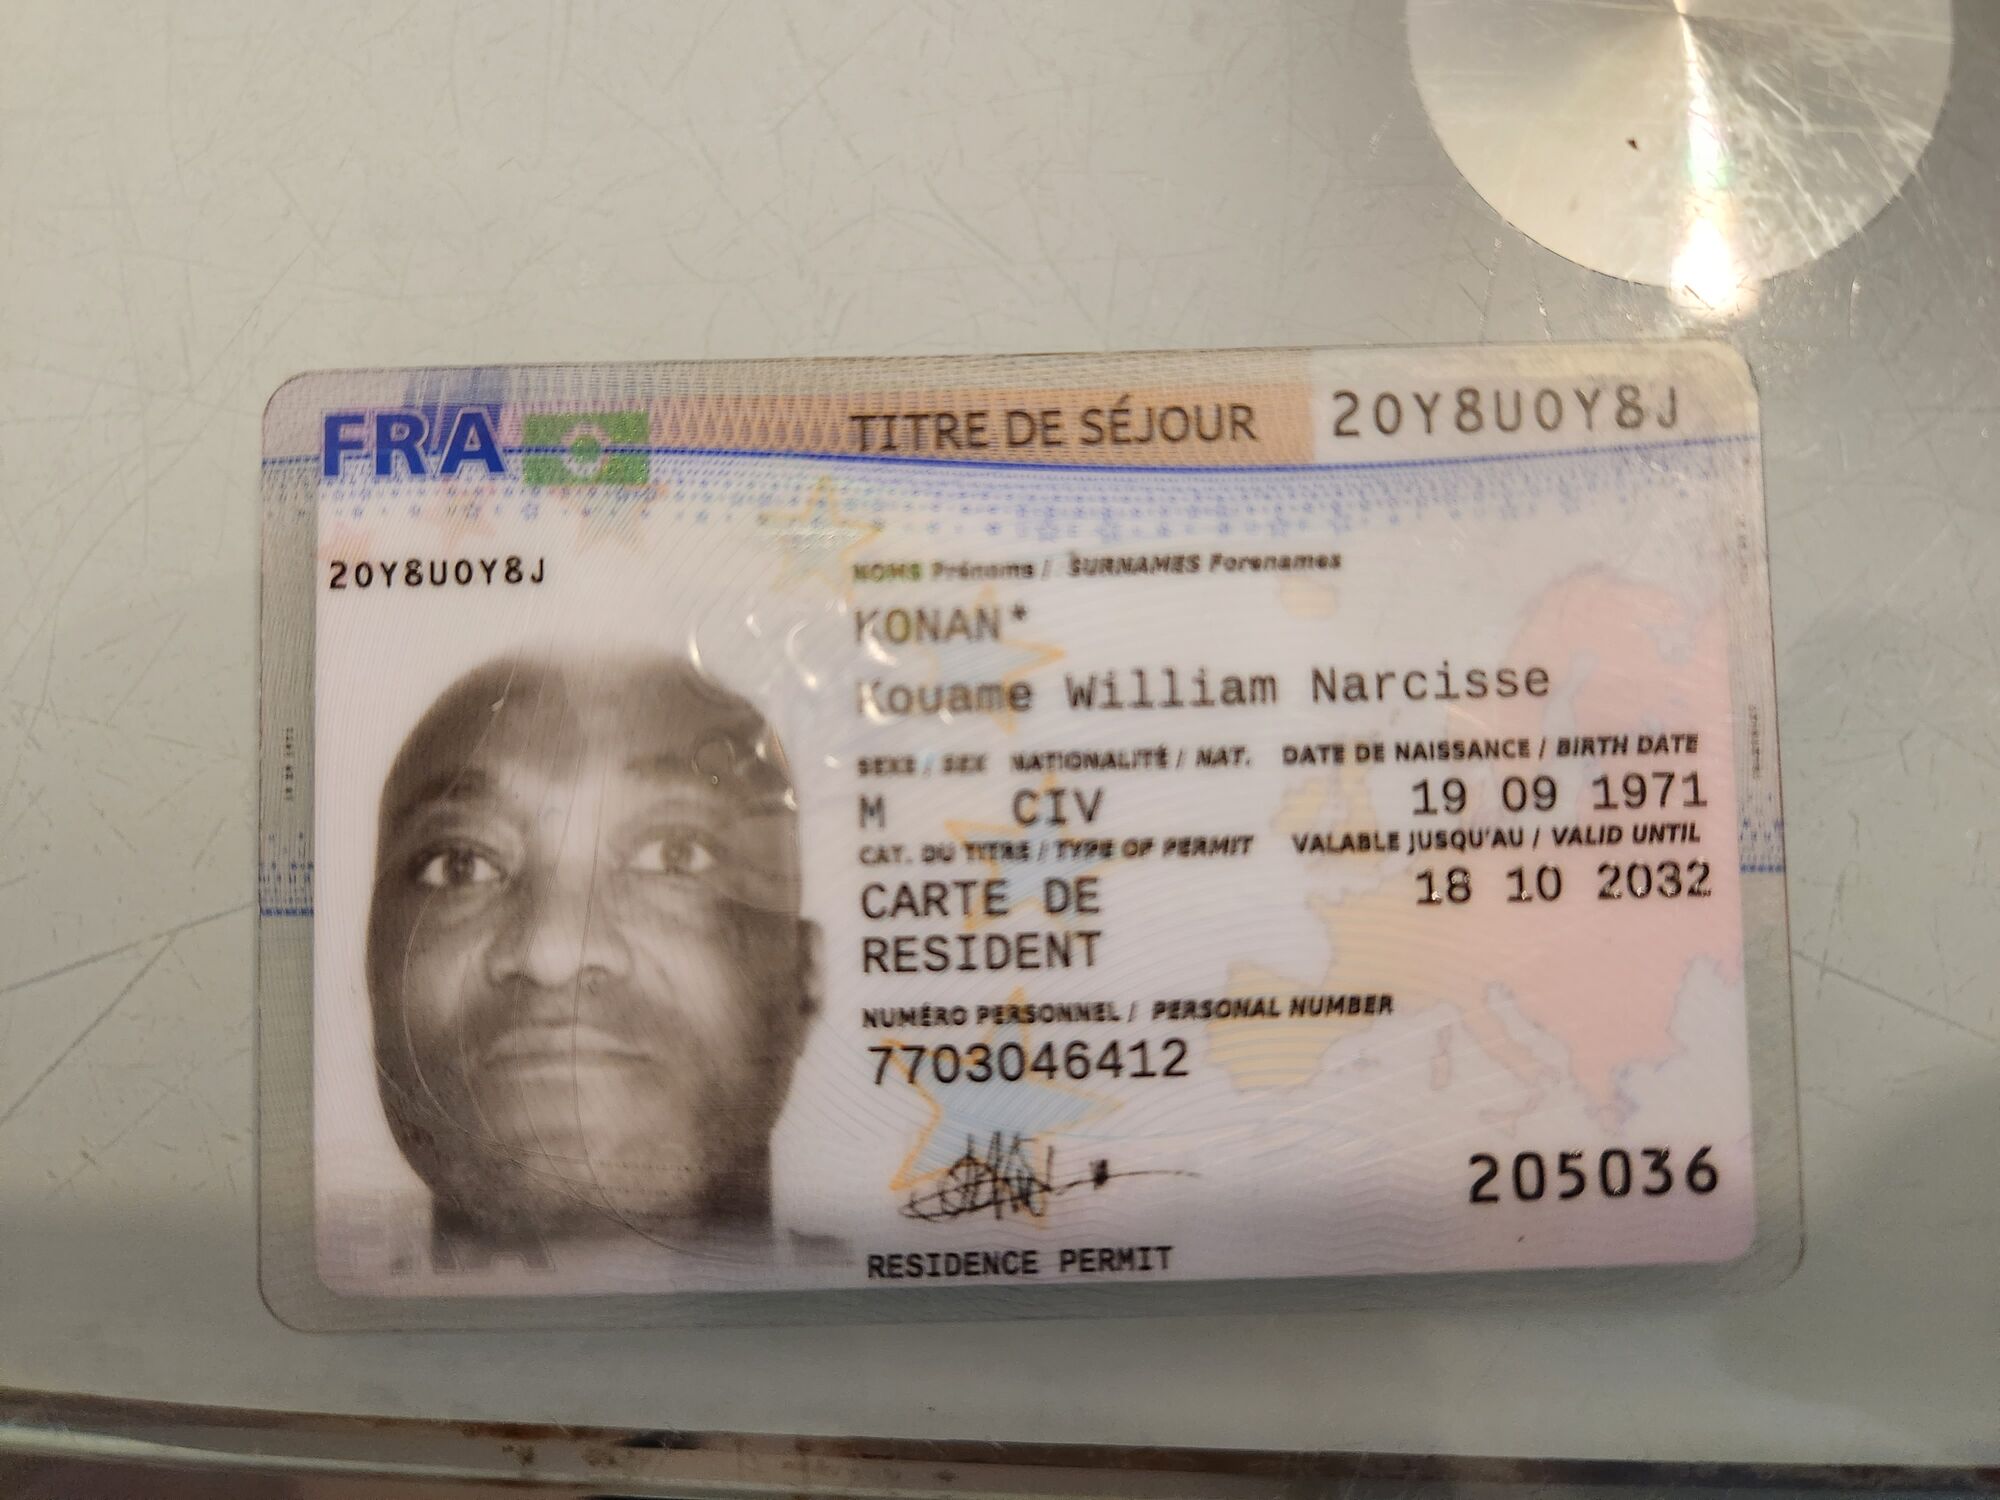 FRA TITRE DE SÉJOUR 20Y8U0Y8J
20Y8U0Y8J
NOMS Prénoms / SURNAMES Forenames
KONAN*
Kouame William Narcisse
SEXE / SEX NATIONALITÉ / NAT. DATE DE NAISSANCE / BIRTH DATE
M CIV 19 09 1971
CAT. DU TITRE / TYPE OF PERMIT VALABLE JUSQU'AU / VALID UNTIL
CARTE DE 18 10 2032
RESIDENT
NUMÉRO PERSONNEL / PERSONAL NUMBER
7703046412
205036
RESIDENCE PERMIT